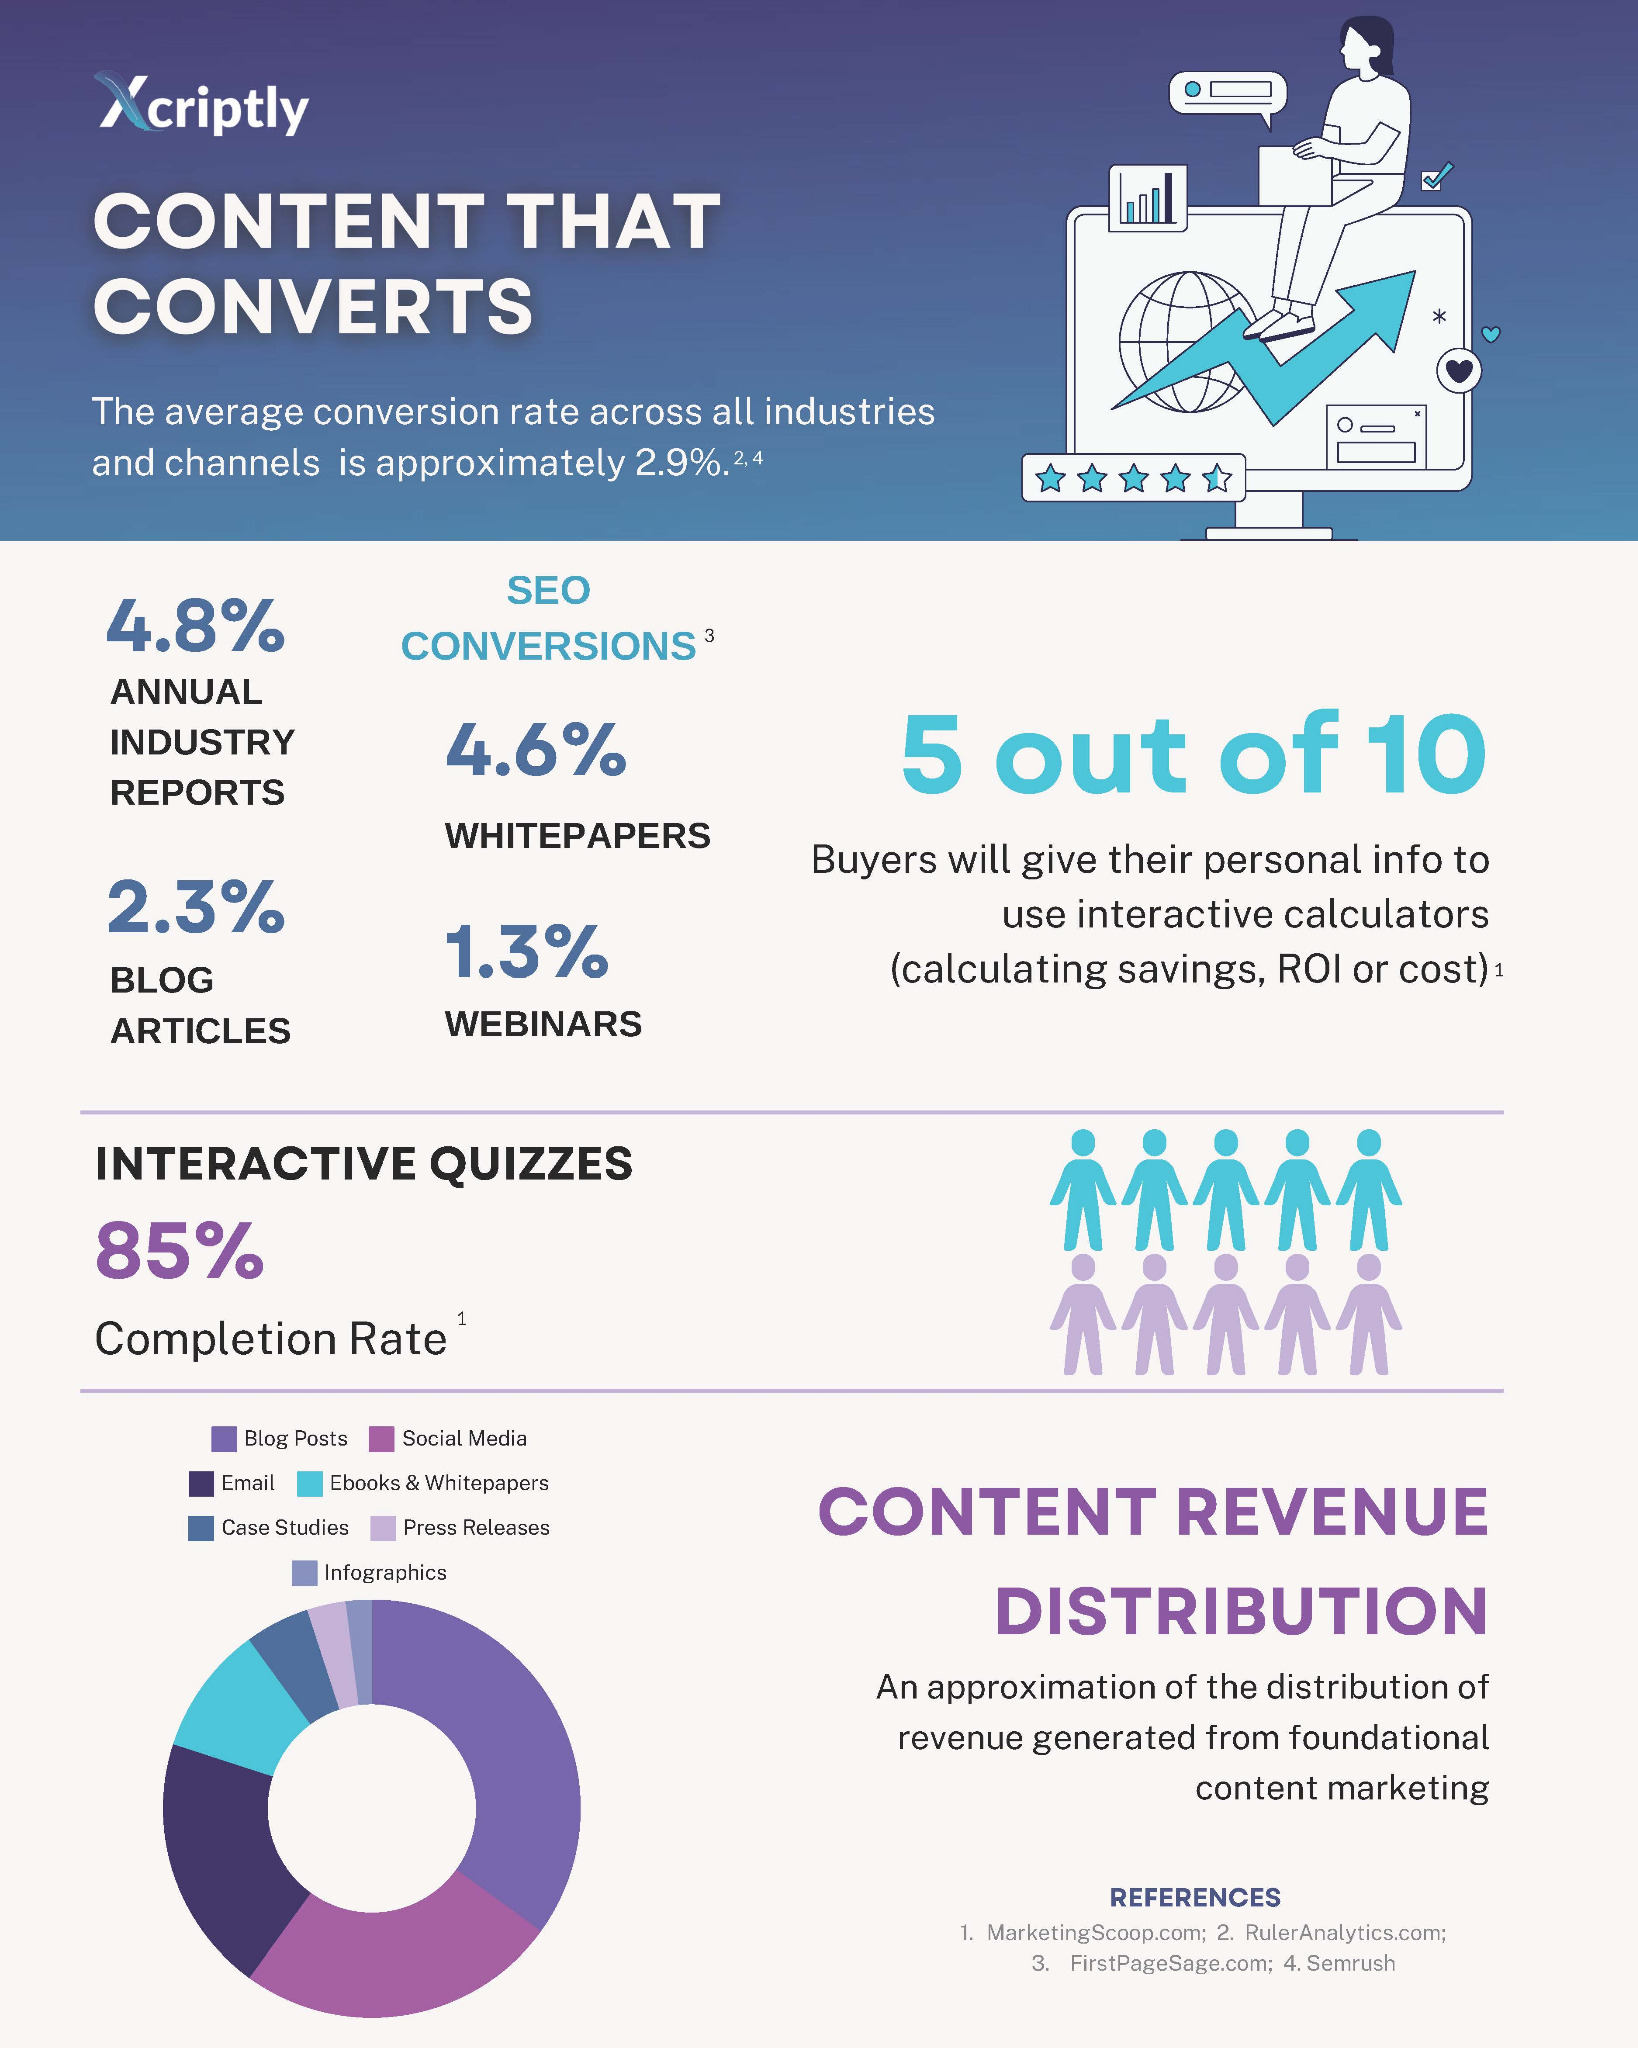 Xcriptly
CONTENT THAT
CONVERTS
The average conversion rate across all industries
and channels is approximately 2.9%. 2, 4
SEO
CONVERSIONS 3
4.8%
ANNUAL
INDUSTRY
REPORTS
4.6%
WHITEPAPERS
2.3%
BLOG
ARTICLES
1.3%
WEBINARS
5 out of 10
Buyers will give their personal info to
use interactive calculators
(calculating savings, ROI or cost) 1
INTERACTIVE QUIZZES
85%
Completion Rate 1
Blog Posts Social Media
Email Ebooks & Whitepapers
Case Studies Press Releases
Infographics
CONTENT REVENUE
DISTRIBUTION
An approximation of the distribution of
revenue generated from foundational
content marketing
REFERENCES
1. MarketingScoop.com; 2. RulerAnalytics.com;
3. FirstPageSage.com; 4. Semrush